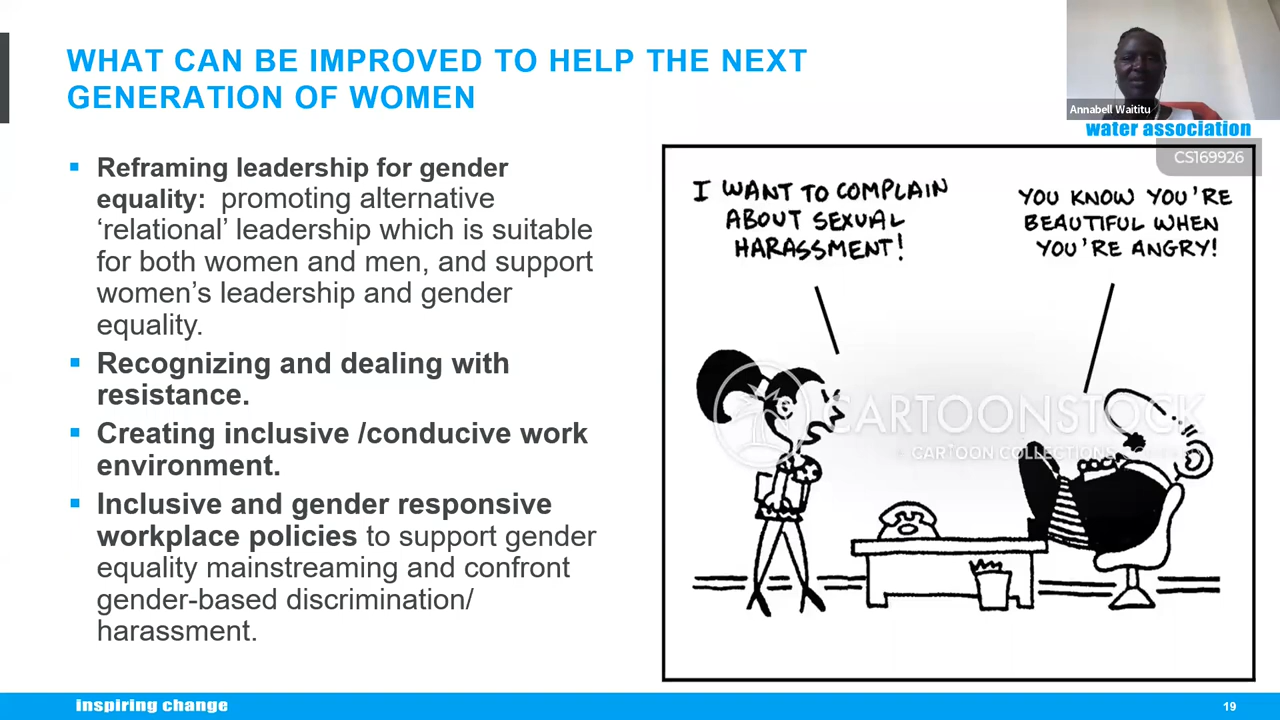 WHAT CAN BE IMPROVED TO HELP THE NEXT
GENERATION OF WOMEN
Annabell Waititu
water association
CS169926
Reframing leadership for gender
equality: promoting alternative
‘relational’ leadership which is suitable
for both women and men, and support
women’s leadership and gender
equality.
Recognizing and dealing with
resistance.
Creating inclusive /conducive work
environment.
Inclusive and gender responsive
workplace policies to support gender
equality mainstreaming and confront
gender-based discrimination/
harassment.
I WANT TO COMPLAIN
ABOUT SEXUAL
HARASSMENT!
YOU KNOW YOU'RE
BEAUTIFUL WHEN
YOU'RE ANGRY!
CARTOONSTOCK
CARTOON COLLECTIONS
inspiring change
19